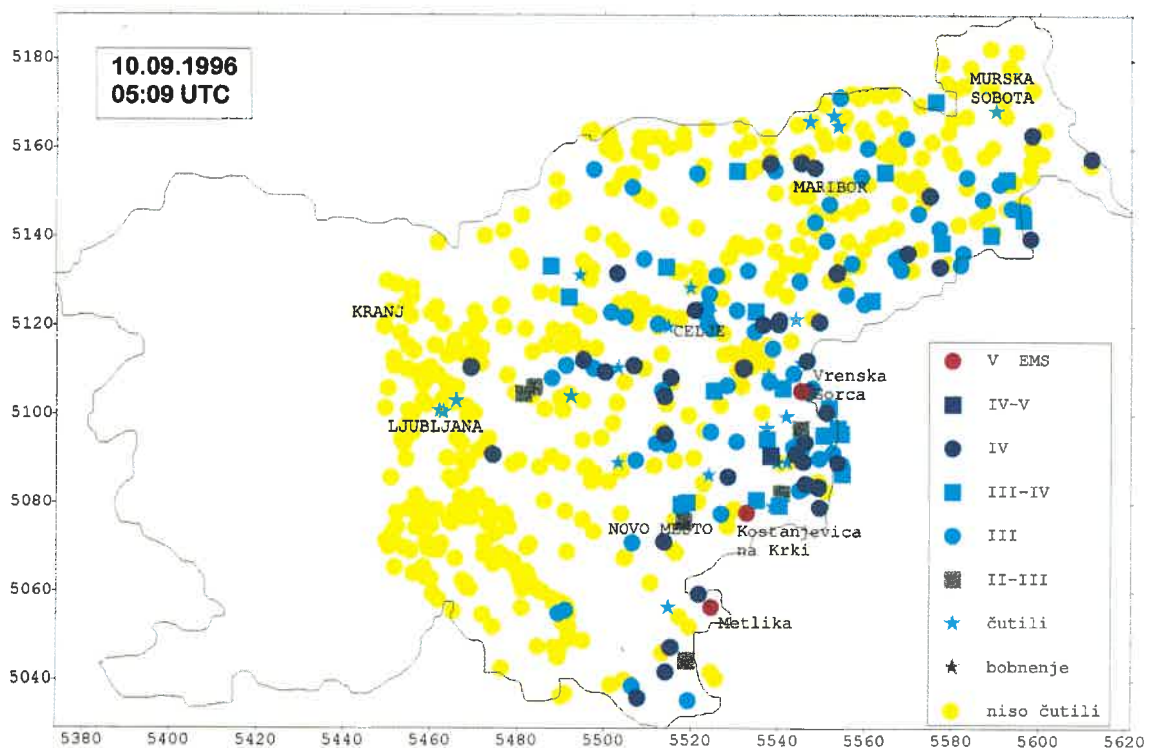 10.09.1996
05:09 UTC
MURSKA
SOBOTA
MARIBOR
KRANJ
CELJE
Vrenska
Gorca
LJUBLJANA
NOVO MESTO
Kostanjevica
na Krki
Metlika
V EMS
IV-V
IV
III-IV
III
II-III
čutili
bobnenje
niso čutili
5180
5160
5140
5120
5100
5080
5060
5040
5380 5400 5420 5440 5460 5480 5500 5520 5540 5560 5580 5600 5620